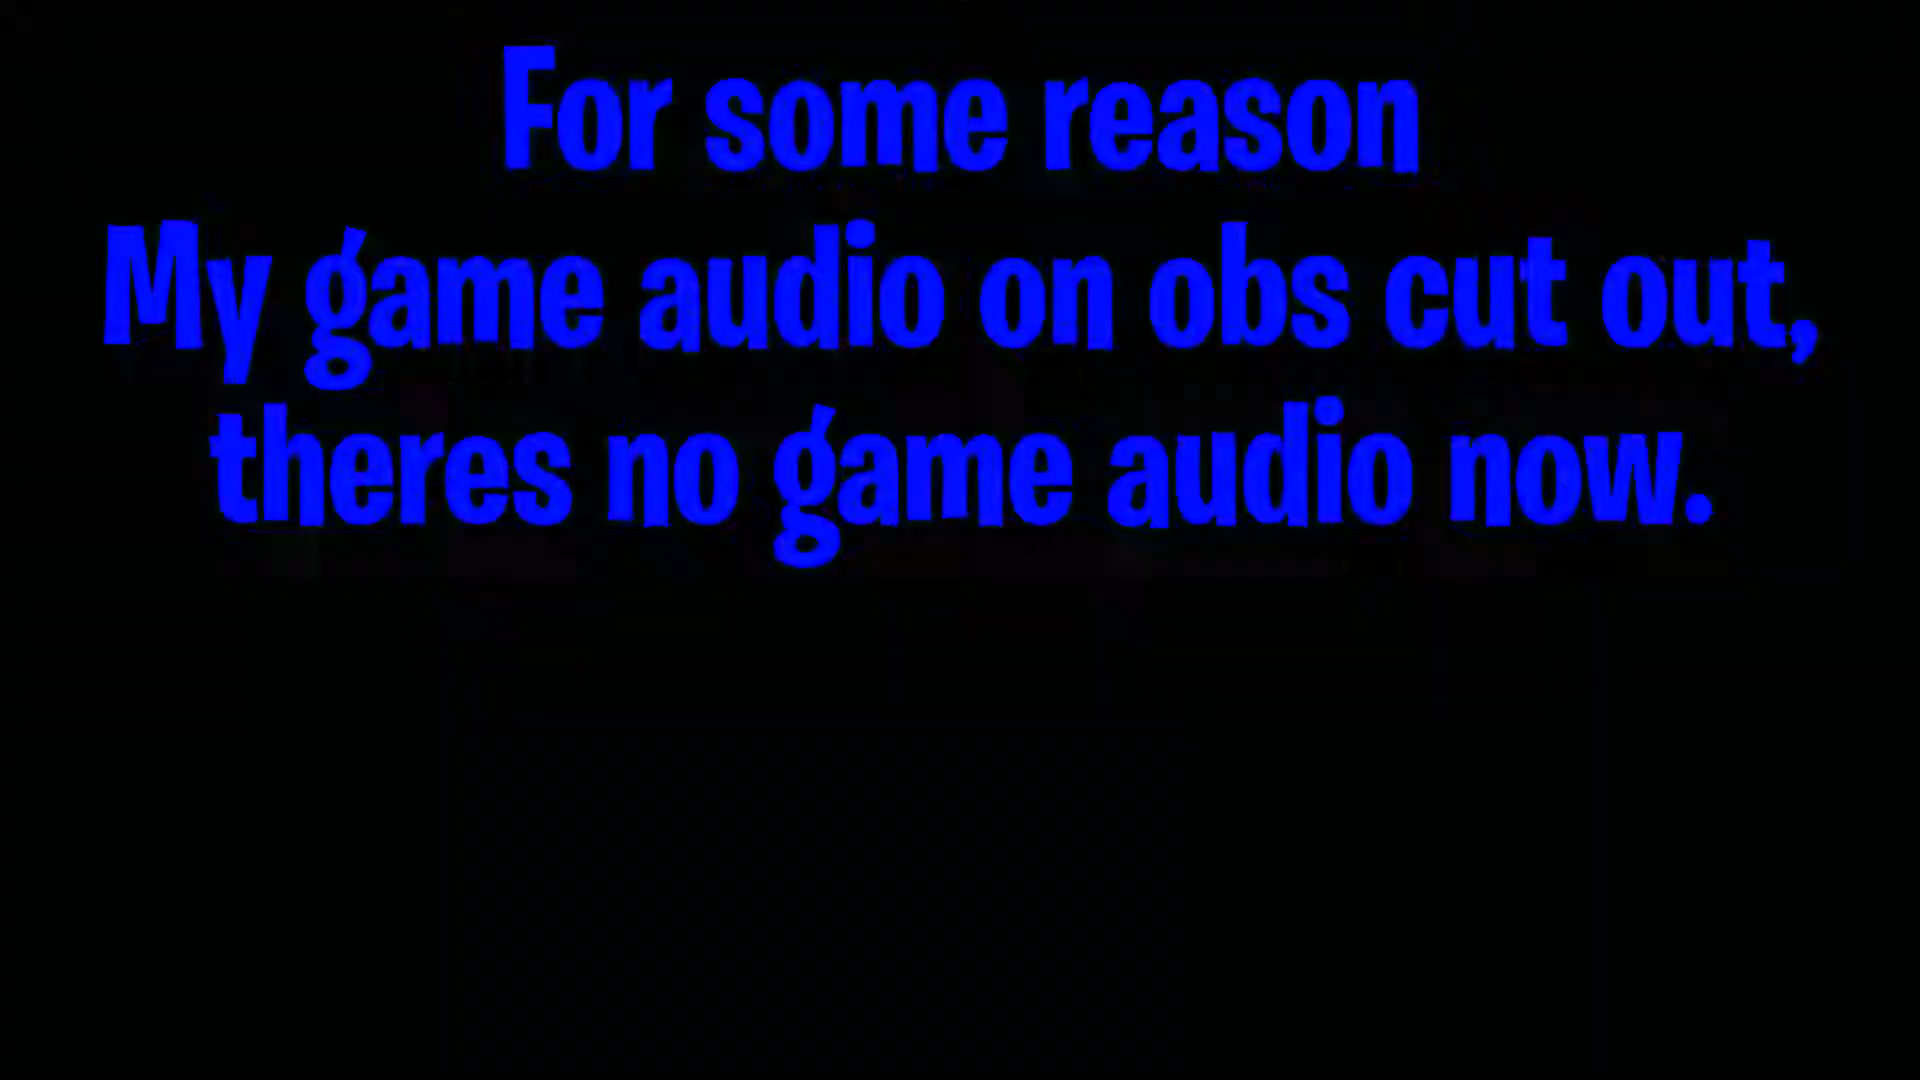 For some reason
My game audio on obs cut out,
theres no game audio now.